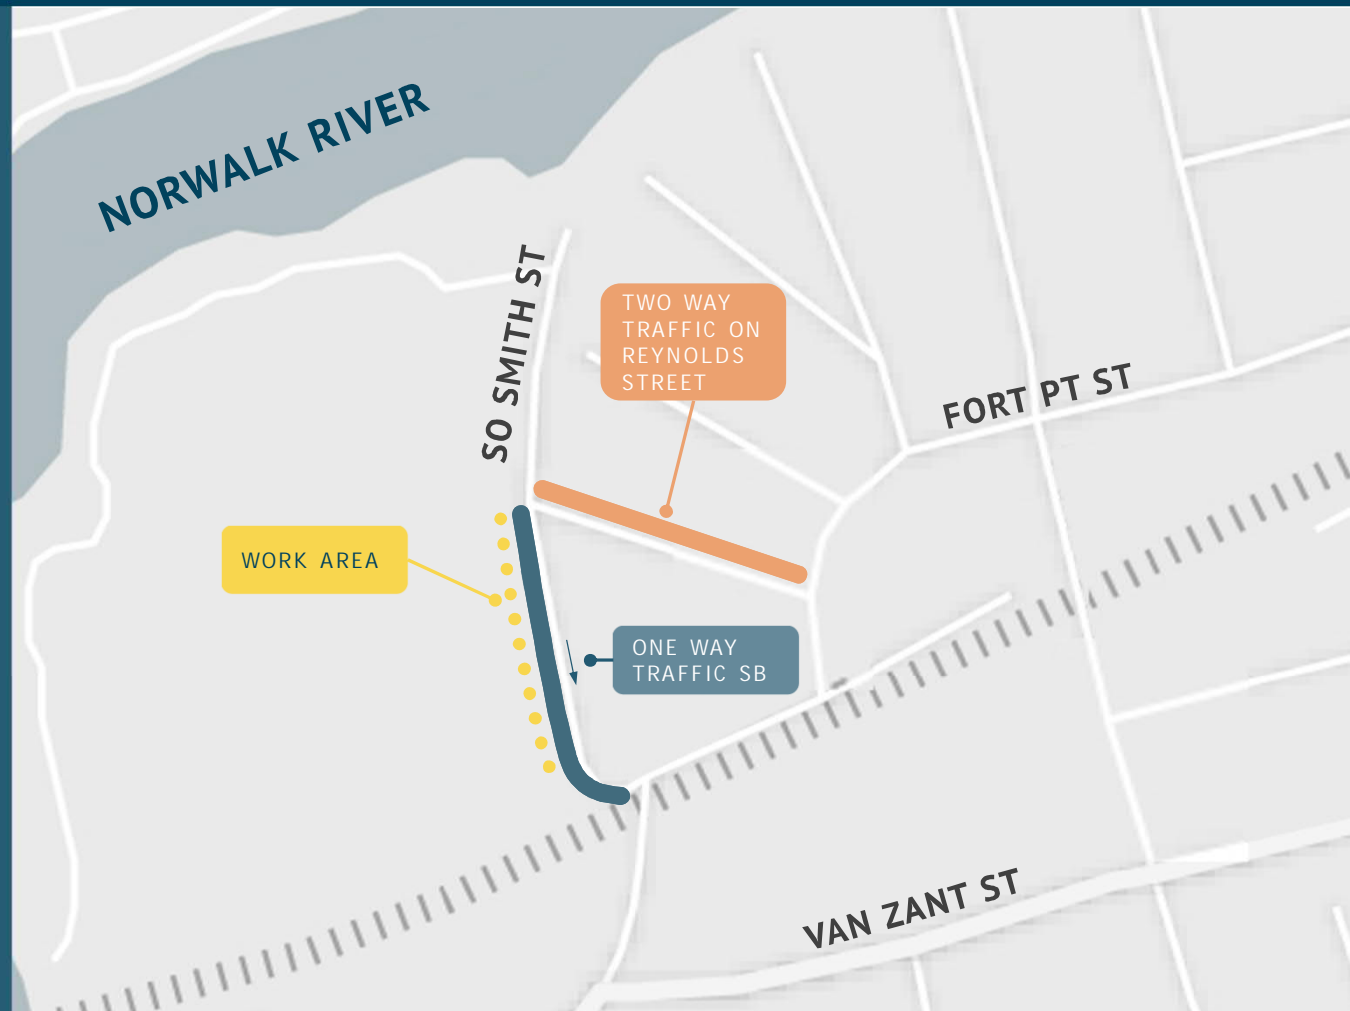 NORWALK RIVER
SO SMITH ST
TWO WAY
TRAFFIC ON
REYNOLDS
STREET
FORT PT ST
WORK AREA
ONE WAY
TRAFFIC SB
VAN ZANT ST